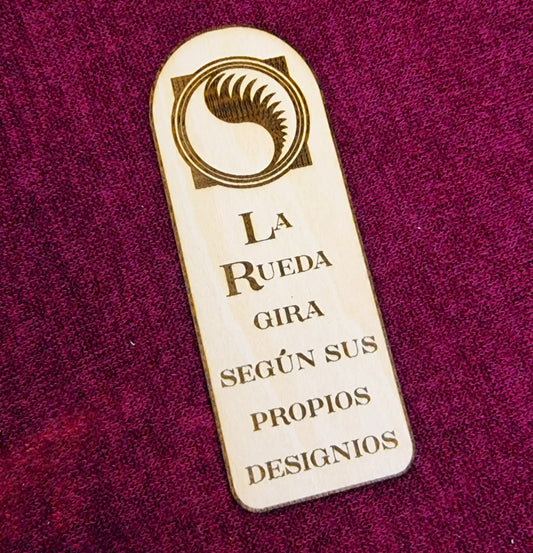 La
Rueda
gira
según sus
propios
designios